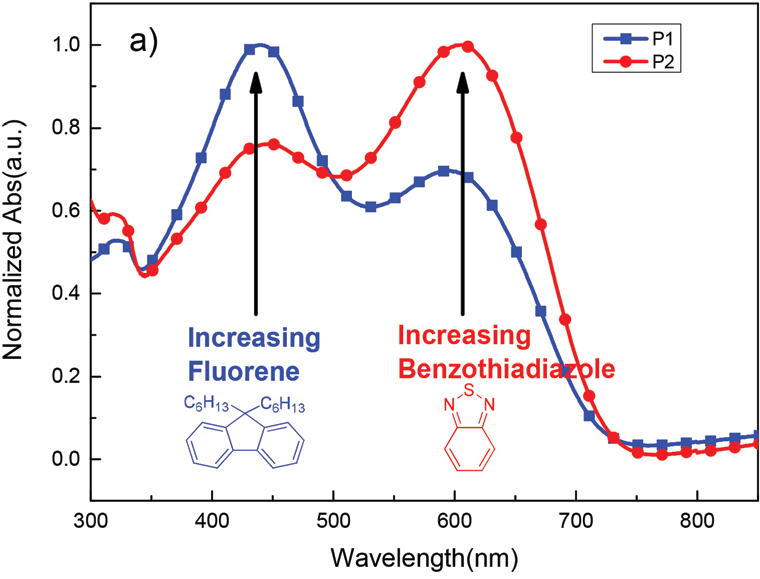 a)
P1
P2
Normalized Abs(a.u.)
1.0
0.8
0.6
0.4
0.2
0.0
Increasing
Fluorene
C6H13 C6H13
Increasing
Benzothiadiazole
S
N N
300 400 500 600 700 800
Wavelength(nm)